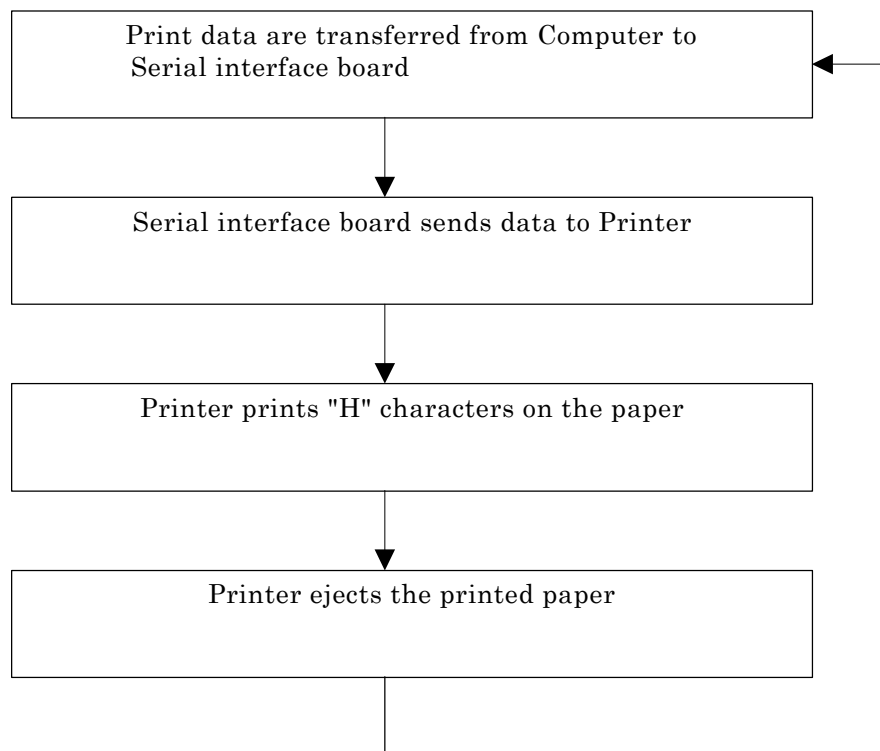 Print data are transferred from Computer to
Serial interface board
Serial interface board sends data to Printer
Printer prints "H" characters on the paper
Printer ejects the printed paper